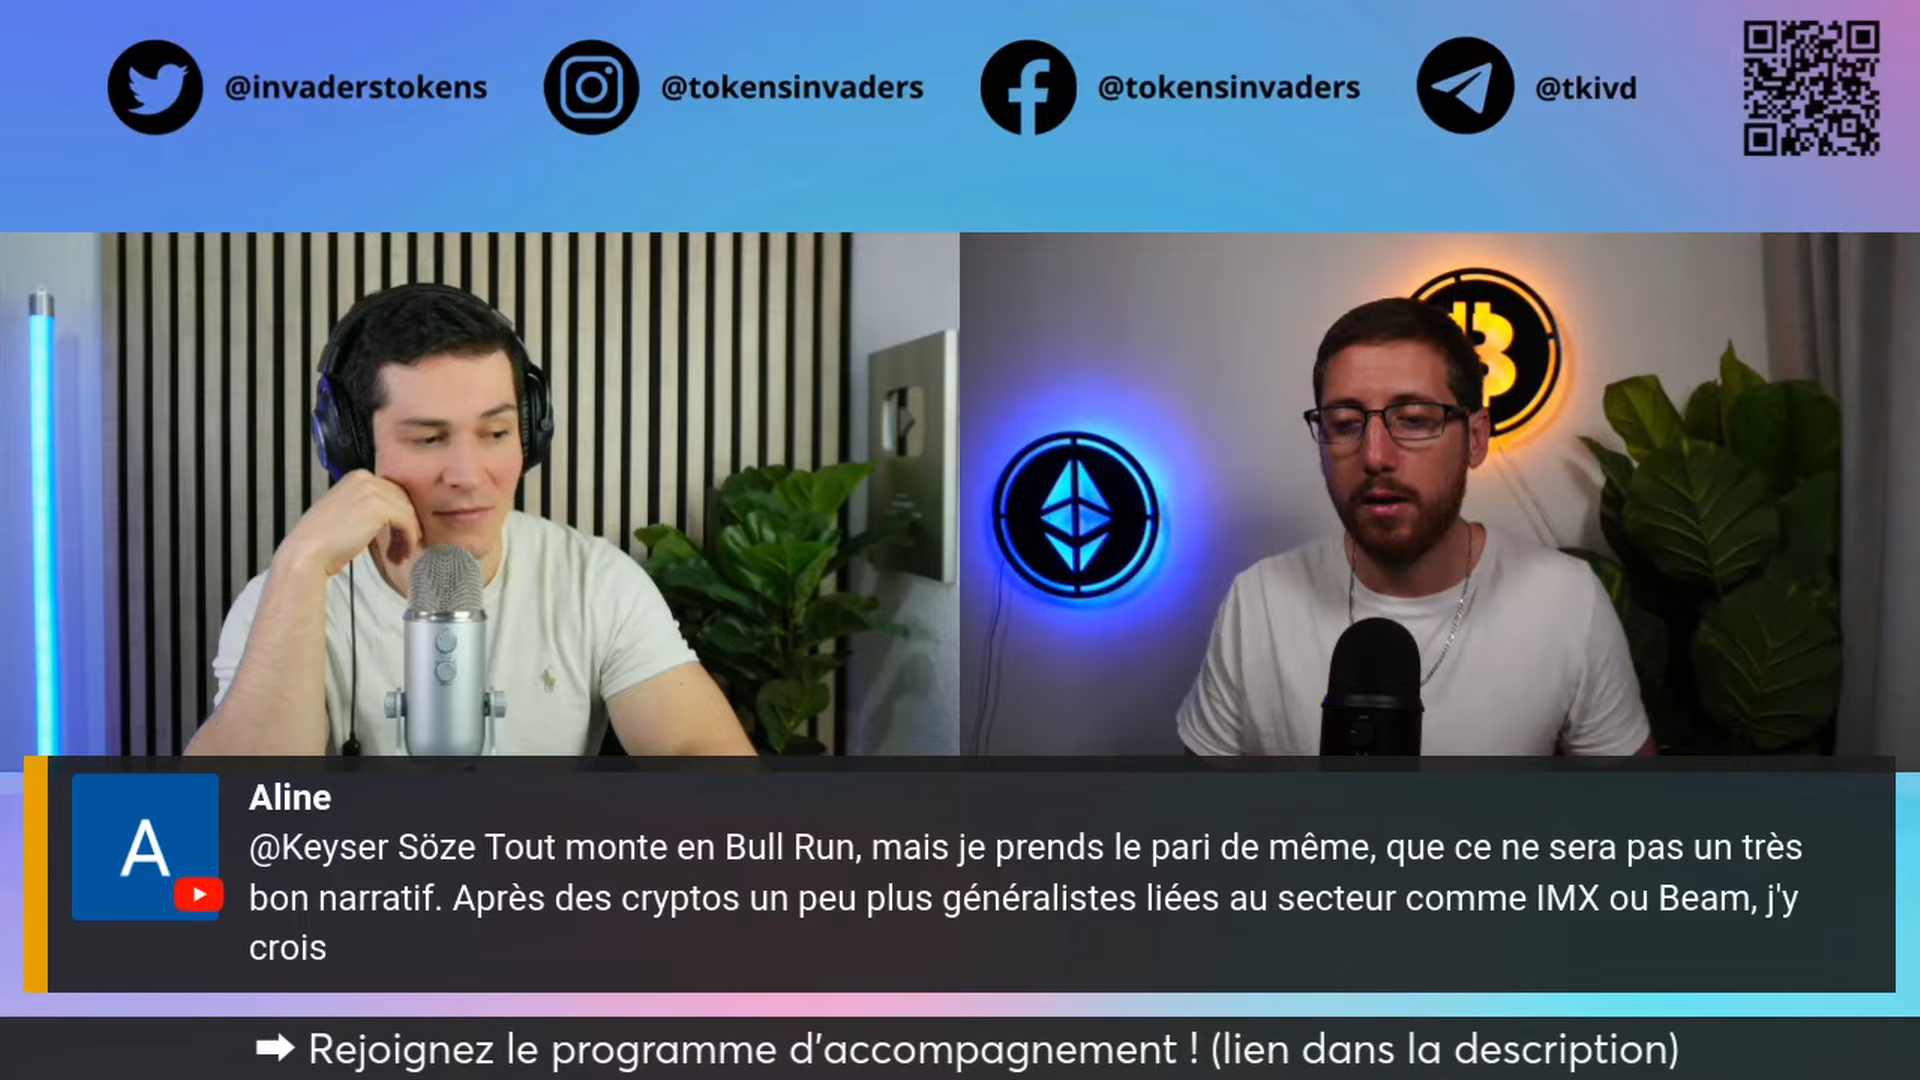 @invaderstokens @tokensinvaders @tokensinvaders @tkivd
Aline
A
@Keyser Söze Tout monte en Bull Run, mais je prends le pari de même, que ce ne sera pas un très
bon narratif. Après des cryptos un peu plus généralistes liées au secteur comme IMX ou Beam, j'y
crois
➡ Rejoignez le programme d'accompagnement ! (lien dans la description)